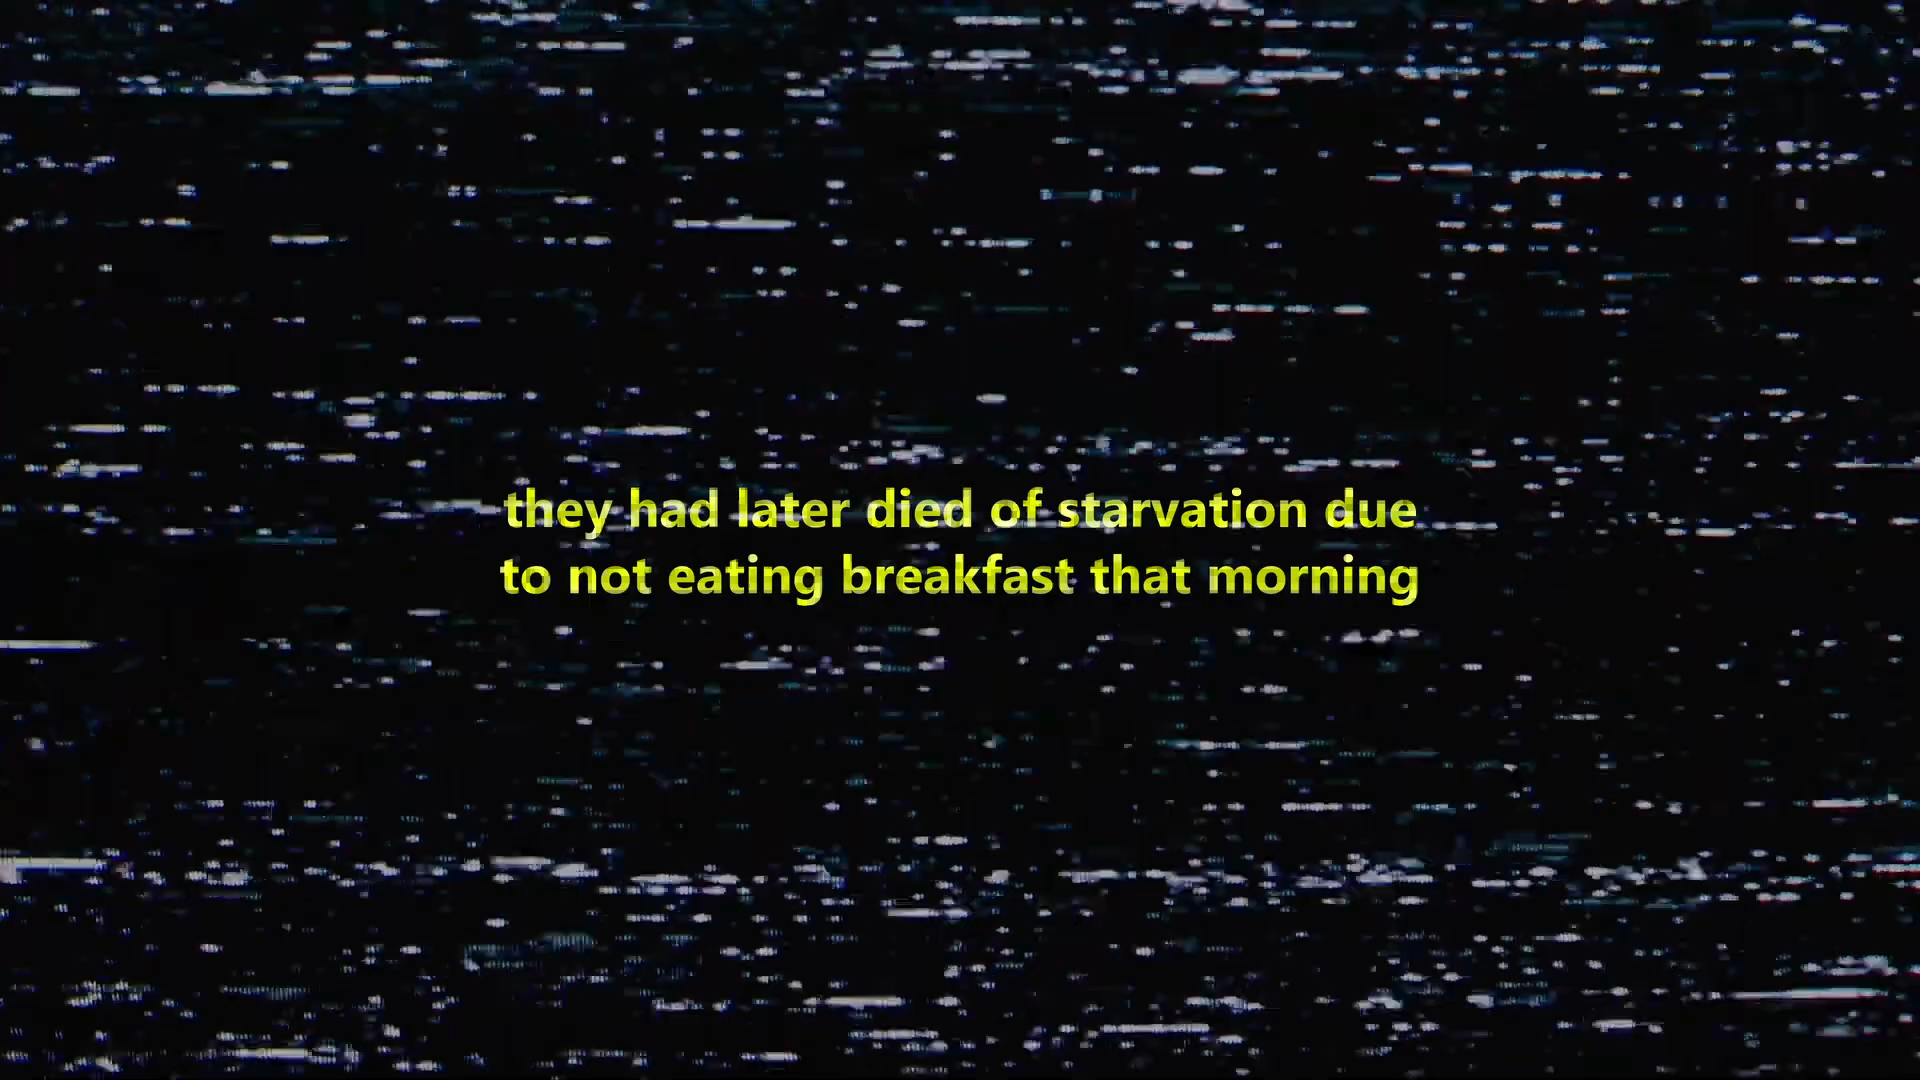 they had later died of starvation due
to not eating breakfast that morning